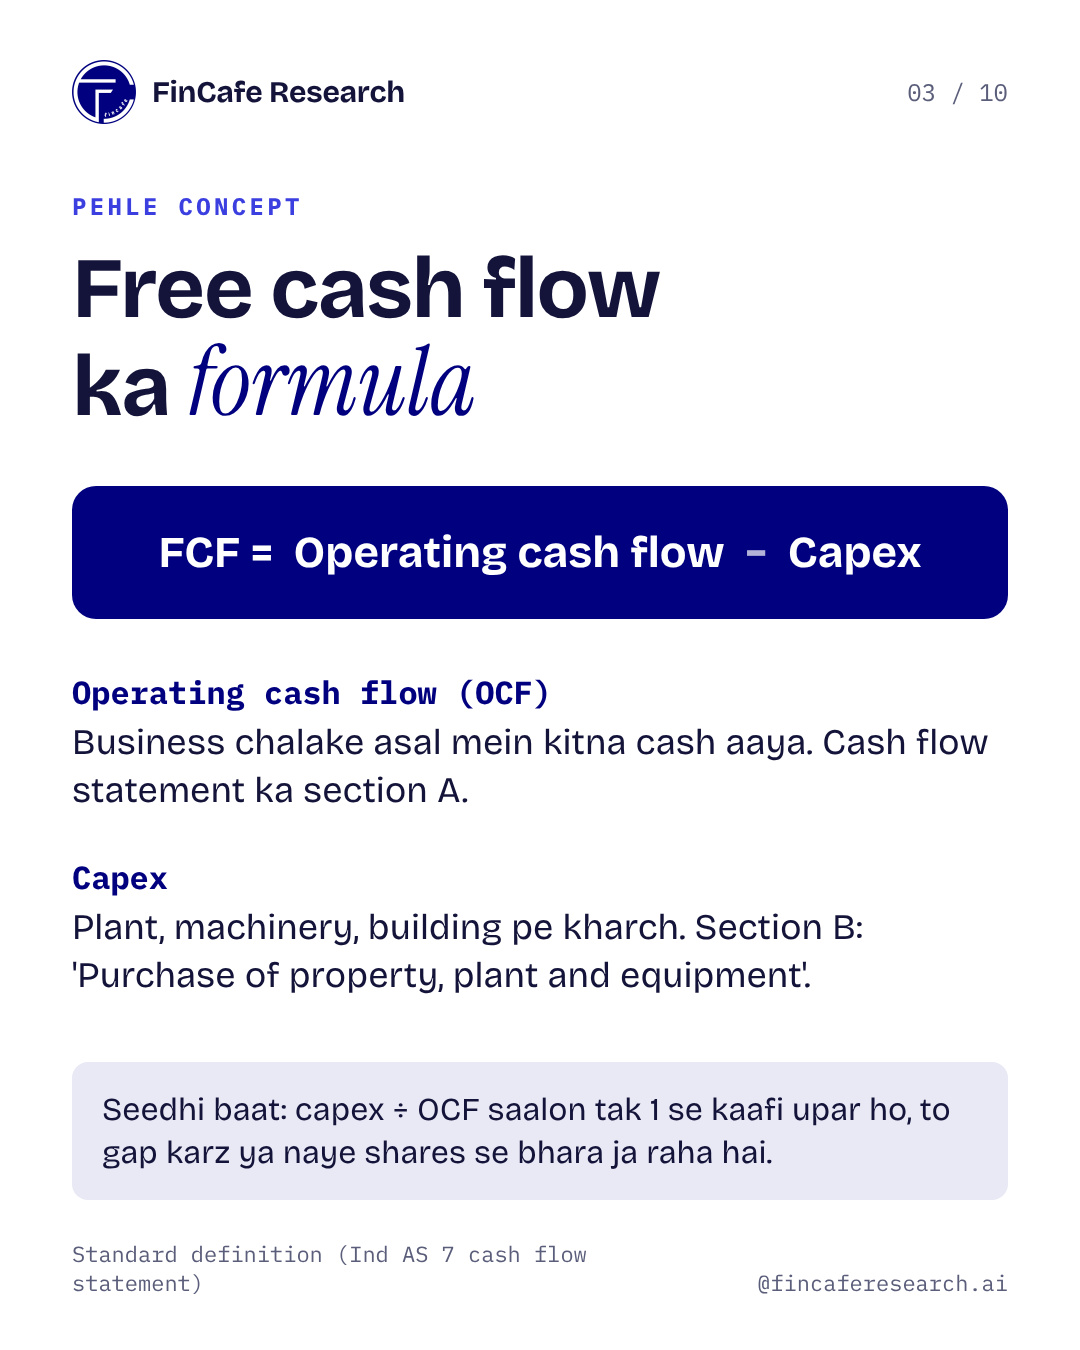 fincafe
FinCafe Research
03 / 10
PEHLE CONCEPT
Free cash flow
ka formula
FCF = Operating cash flow − Capex
Operating cash flow (OCF)
Business chalake asal mein kitna cash aaya. Cash flow
statement ka section A.
Capex
Plant, machinery, building pe kharch. Section B:
'Purchase of property, plant and equipment'.
Seedhi baat: capex ÷ OCF saalon tak 1 se kaafi upar ho, to
gap karz ya naye shares se bhara ja raha hai.
Standard definition (Ind AS 7 cash flow
statement)
@fincaferesearch.ai